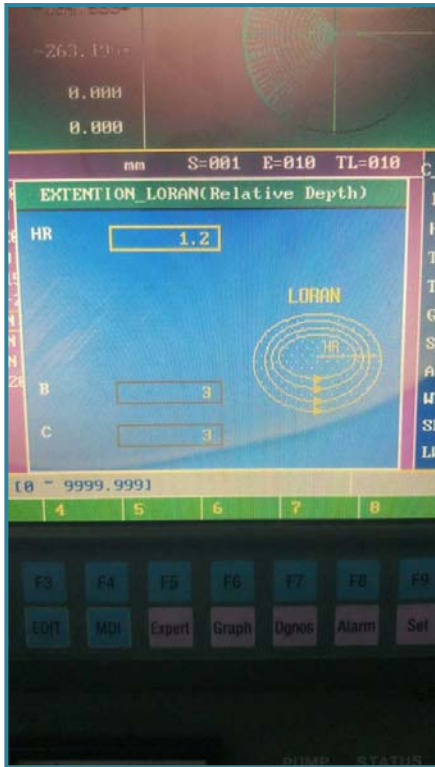 0.000
0.000
mm S=001 E=010 TL=010
EXTENTION_LORAN(Relative Depth)
HR 1.2
LORAN
HR
B 3
C 3
[0 ~ 9999.999]
4 5 6 7 8
F3 F4 F5 F6 F7 F8 F9
EDIT MDI Expert Graph Dgnos Alarm Set
PUMP STATUS